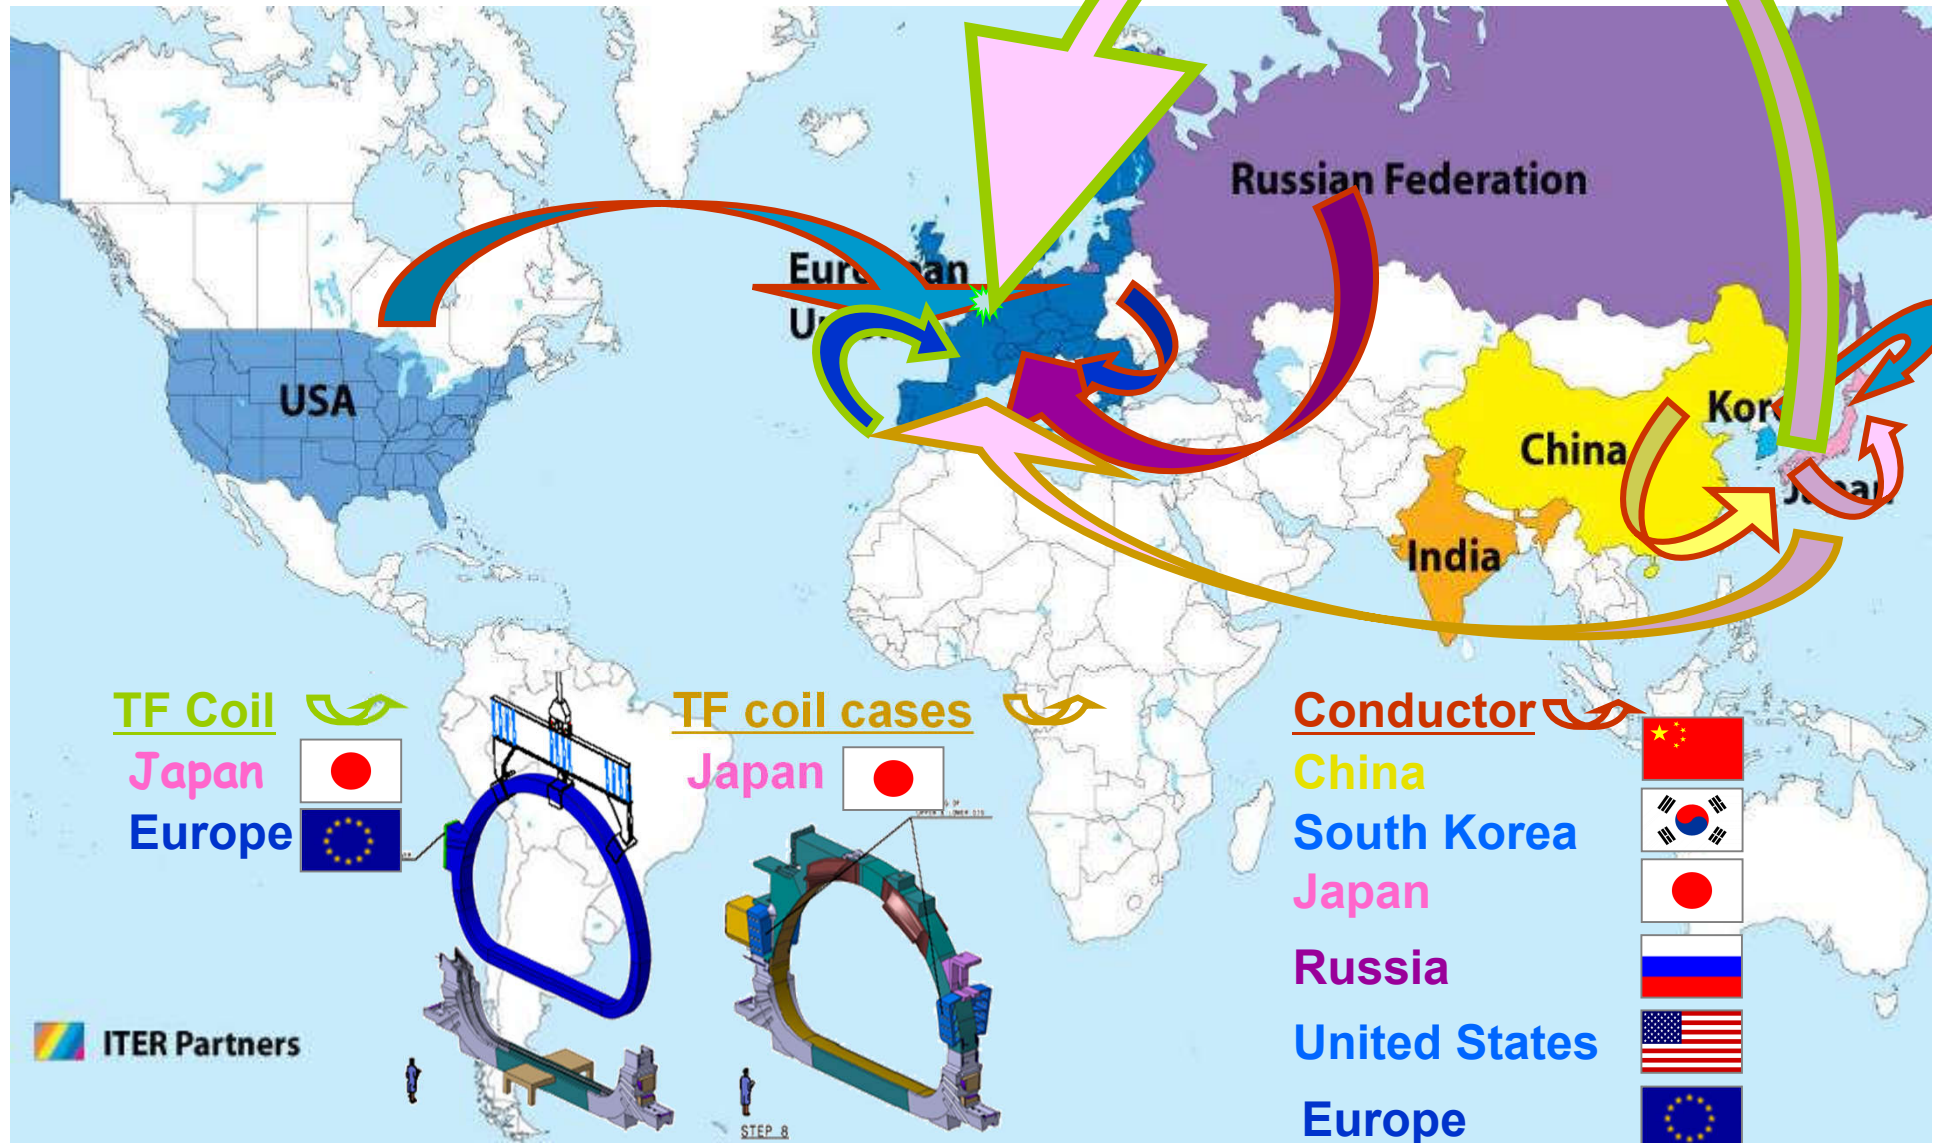 Russian Federation
European
USA
China
India
TF Coil
TF coil cases
Conductor
Japan
Japan
China
Europe
South Korea
Japan
Russia
ITER Partners
United States
STEP 8
Europe